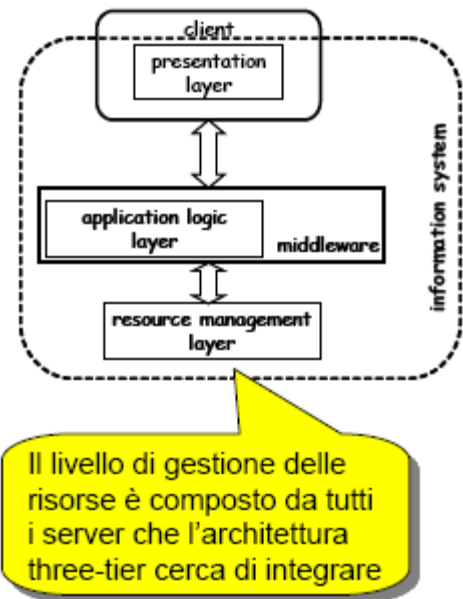 client
presentation
layer
application logic
layer
middleware
resource management
layer
information system
Il livello di gestione delle
risorse è composto da tutti
i server che l'architettura
three-tier cerca di integrare